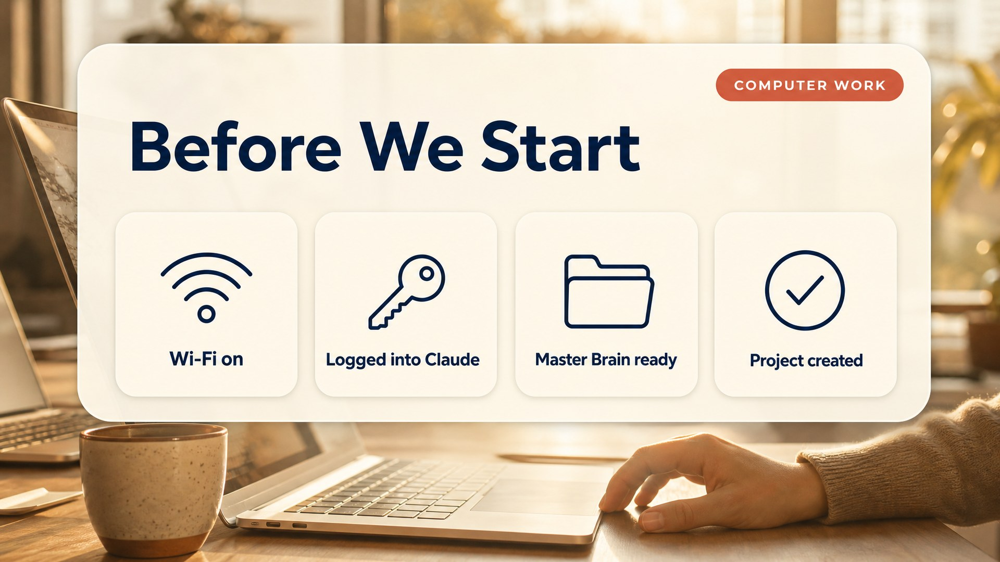 COMPUTER WORK
Before We Start
Wi-Fi on
Logged into Claude
Master Brain ready
Project created